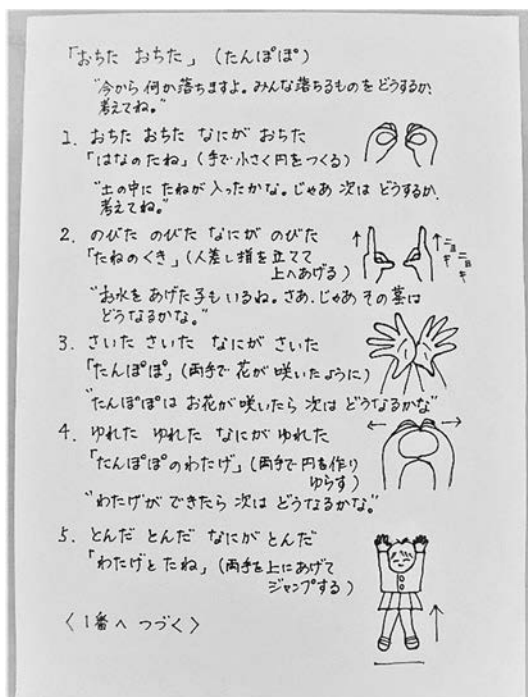 「おちた おちた」(たんぽぽ)
"今から 何か 落ちますよ。みんな 落ちるものを どうするか、
考えてね。"
1. おちた おちた なにが おちた
「はなのたね」(手で小さく円をつくる)
"土の中に たねが 入ったかな。じゃあ 次は どうするか、
考えてね。"
2. のびた のびた なにが のびた
「たねのくき」(人差し指を立てて
上へあげる)
ニョキ
ニョキ
"お水を あげた子も いるね。さあ、じゃあ その茎は
どうなるかな。"
3. さいた さいた なにが さいた
「たんぽぽ」(両手で 花が 咲いたように)
"たんぽぽは お花が 咲いたら 次は どうなるかな"
4. ゆれた ゆれた なにが ゆれた
「たんぽぽのわたげ」(両手で 円を作り
ゆらす)
"わたげが できたら 次は どうなるかな。"
5. とんだ とんだ なにが とんだ
「わたげと たね」(両手を上にあげて
ジャンプする)
〈1番へ つづく〉